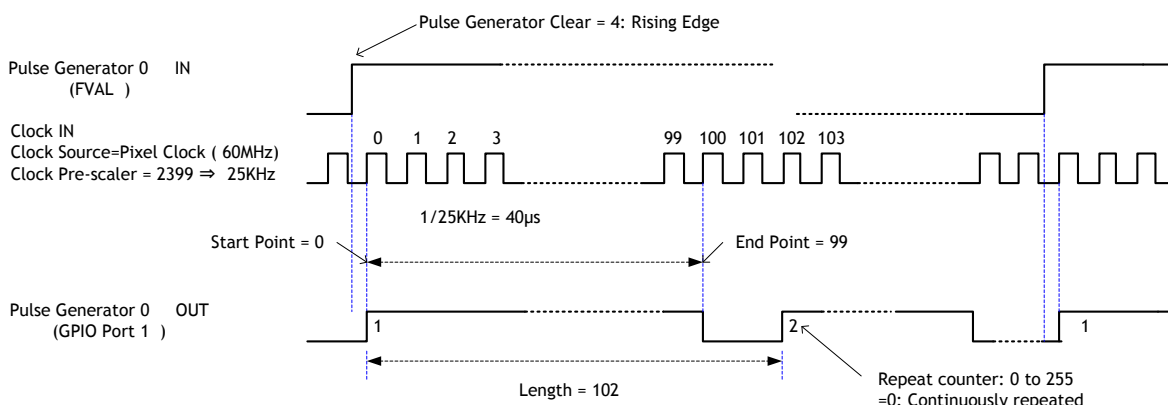 Pulse Generator Clear = 4: Rising Edge
Pulse Generator 0 IN
(FVAL )
Clock IN
Clock Source=Pixel Clock ( 60MHz)
Clock Pre-scaler = 2399 ⇒ 25KHz
0 1 2 3 99 100 101 102 103
1/25KHz = 40µs
Start Point = 0
End Point = 99
Pulse Generator 0 OUT
(GPIO Port 1 )
1 2 1
Length = 102
Repeat counter: 0 to 255
=0: Continuously repeated